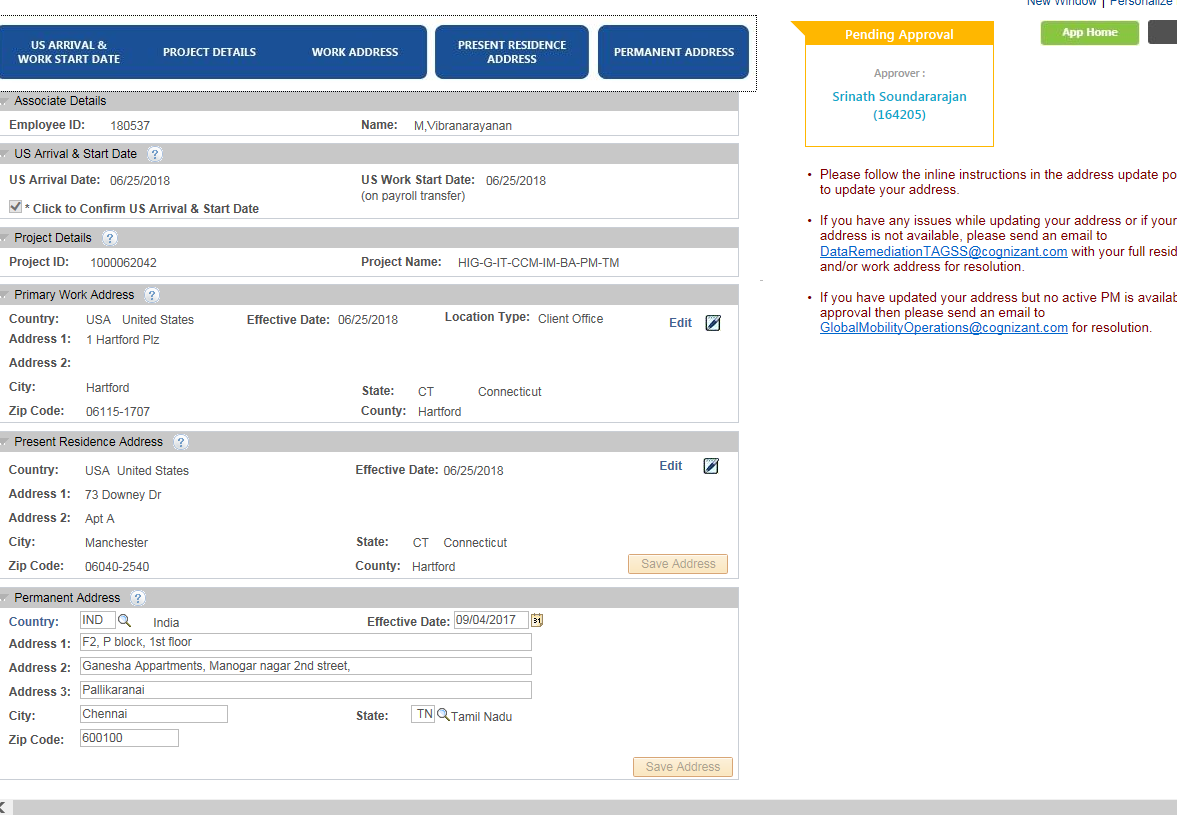 New Window | Personalize
US ARRIVAL &
WORK START DATE
PROJECT DETAILS
WORK ADDRESS
PRESENT RESIDENCE
ADDRESS
PERMANENT ADDRESS
Pending Approval
App Home
Approver :
Srinath Soundararajan
(164205)
Associate Details
Employee ID: 180537 Name: M,Vibranarayanan
US Arrival & Start Date ?
US Arrival Date: 06/25/2018 US Work Start Date: 06/25/2018
(on payroll transfer)
* Click to Confirm US Arrival & Start Date
Project Details ?
Project ID: 1000062042 Project Name: HIG-G-IT-CCM-IM-BA-PM-TM
Primary Work Address ?
Country: USA United States Effective Date: 06/25/2018 Location Type: Client Office Edit
Address 1: 1 Hartford Plz
Address 2:
City: Hartford State: CT Connecticut
Zip Code: 06115-1707 County: Hartford
Present Residence Address ?
Country: USA United States Effective Date: 06/25/2018 Edit
Address 1: 73 Downey Dr
Address 2: Apt A
City: Manchester State: CT Connecticut
Zip Code: 06040-2540 County: Hartford Save Address
Permanent Address ?
Country: IND India Effective Date: 09/04/2017 31
Address 1: F2, P block, 1st floor
Address 2: Ganesha Appartments, Manogar nagar 2nd street,
Address 3: Pallikaranai
City: Chennai State: TN Tamil Nadu
Zip Code: 600100
Save Address
• Please follow the inline instructions in the address update po
to update your address.
• If you have any issues while updating your address or if your
address is not available, please send an email to
DataRemediationTAGSS@cognizant.com with your full resid
and/or work address for resolution.
• If you have updated your address but no active PM is availab
approval then please send an email to
GlobalMobilityOperations@cognizant.com for resolution.